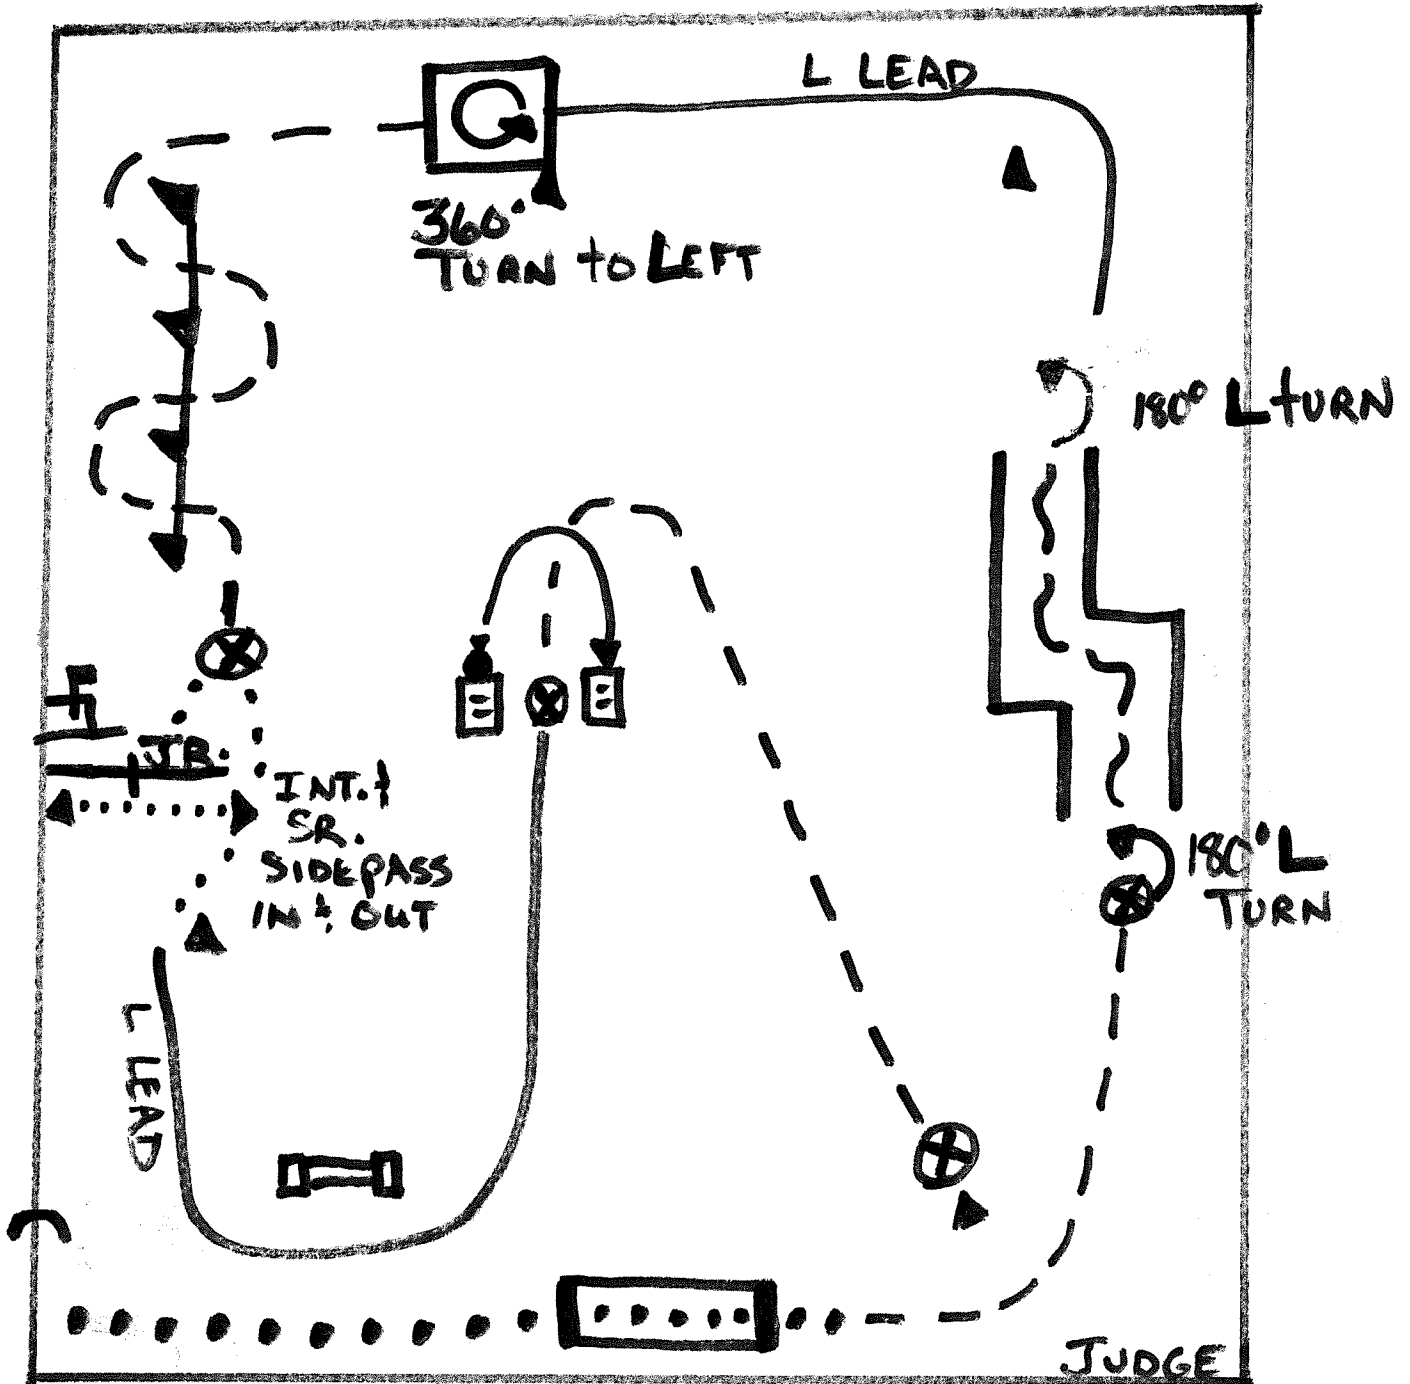 L LEAD
360°
TURN to LEFT
180° L tURN
JR.
INT. &
SR.
SIDEPASS
IN & OUT
180° L
TURN
L LEAD
JUDGE